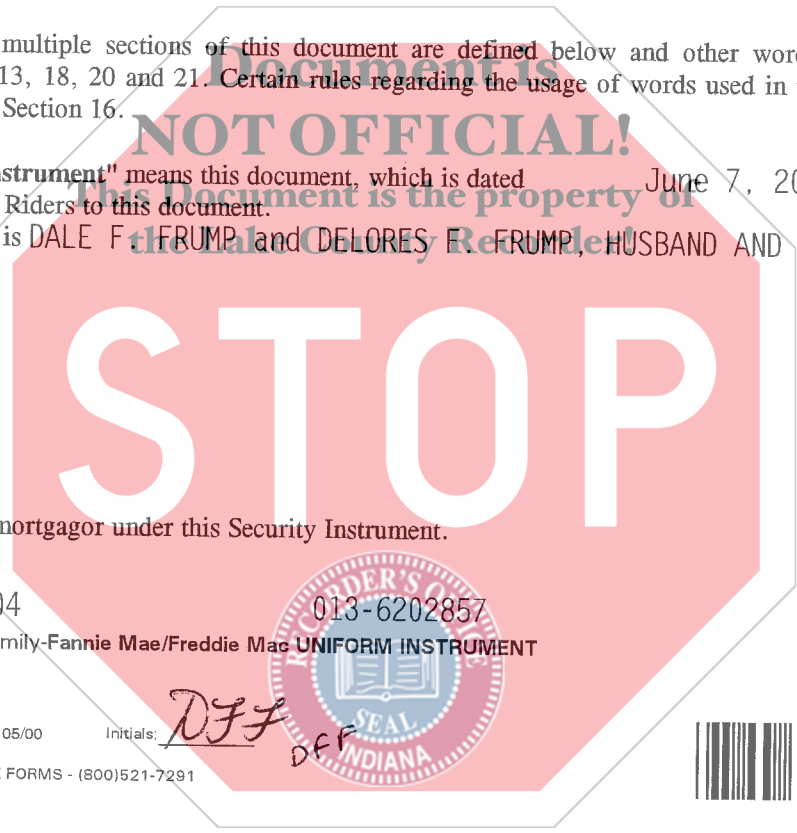 multiple sections of this document are defined below and other word
Document is
13, 18, 20 and 21. Certain rules regarding the usage of words used in
Section 16.
NOT OFFICIAL!
strument" means this document, which is dated June 7, 20
This Document is the property of
Riders to this document.
is DALE F. FRUMP and DELORES F. FRUMP, HUSBAND AND
the Lake County Recorder!
STOP
mortgagor under this Security Instrument.
04 013-6202857
mily-Fannie Mae/Freddie Mac UNIFORM INSTRUMENT
RECORDER'S OFFICE
SEAL
INDIANA
05/00 Initials: DFF
DFF
FORMS - (800)521-7291